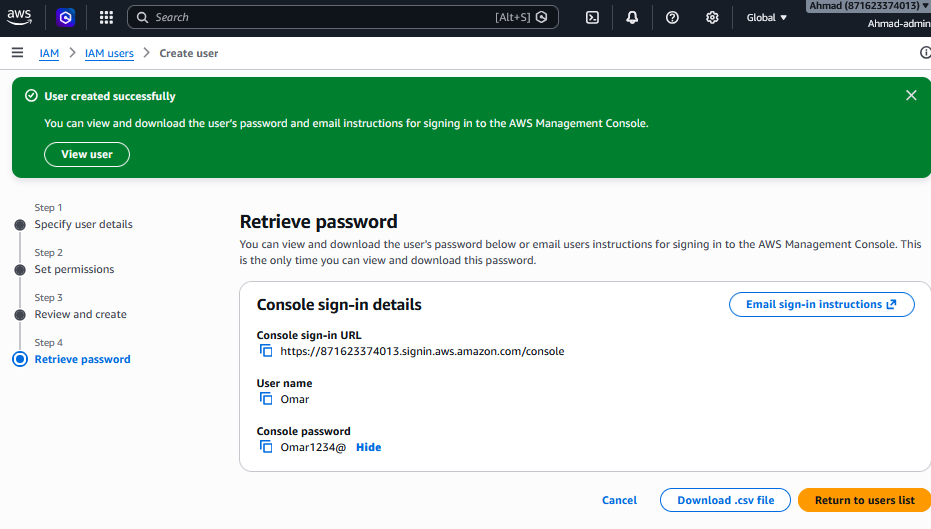 aws
Search
[Alt+S]
Global
Ahmad (871623374013)
Ahmad-admin
IAM
IAM users
Create user
User created successfully
You can view and download the user's password and email instructions for signing in to the AWS Management Console.
View user
Step 1
Specify user details
Step 2
Set permissions
Step 3
Review and create
Step 4
Retrieve password
Retrieve password
You can view and download the user's password below or email users instructions for signing in to the AWS Management Console. This
is the only time you can view and download this password.
Console sign-in details
Email sign-in instructions
Console sign-in URL
https://871623374013.signin.aws.amazon.com/console
User name
Omar
Console password
Omar1234@ Hide
Cancel
Download .csv file
Return to users list